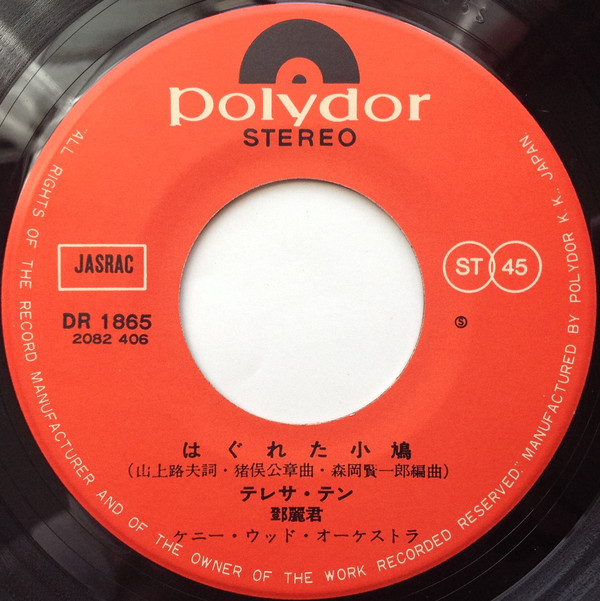 polydor
STEREO
JASRAC
ST 45
DR 1865
2082 406
Ⓢ
はぐれた小鳩
(山上路夫詞・猪俣公章曲・森岡賢一郎編曲)
テレサ・テン
鄧麗君
ケニー・ウッド・オーケストラ
"ALL RIGHTS OF THE RECORD MANUFACTURER AND OF THE OWNER OF THE WORK RECORDED RESERVED." MANUFACTURED BY POLYDOR K.K., JAPAN